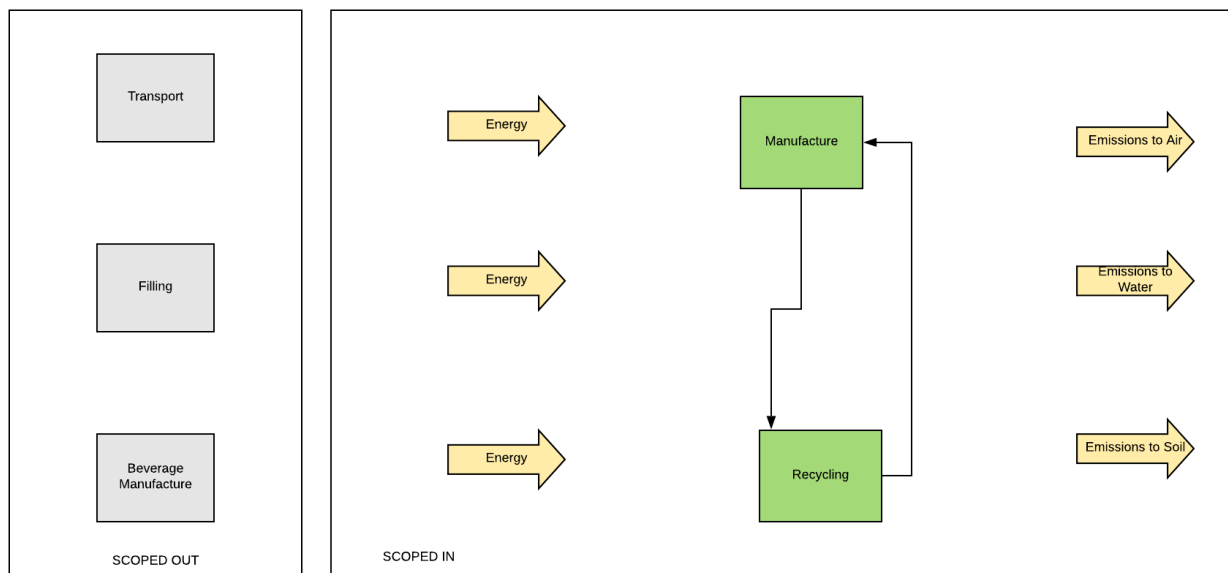 Transport
Filling
Beverage
Manufacture
SCOPED OUT
Energy
Energy
Energy
Manufacture
Recycling
Emissions to Air
Emissions to
Water
Emissions to Soil
SCOPED IN